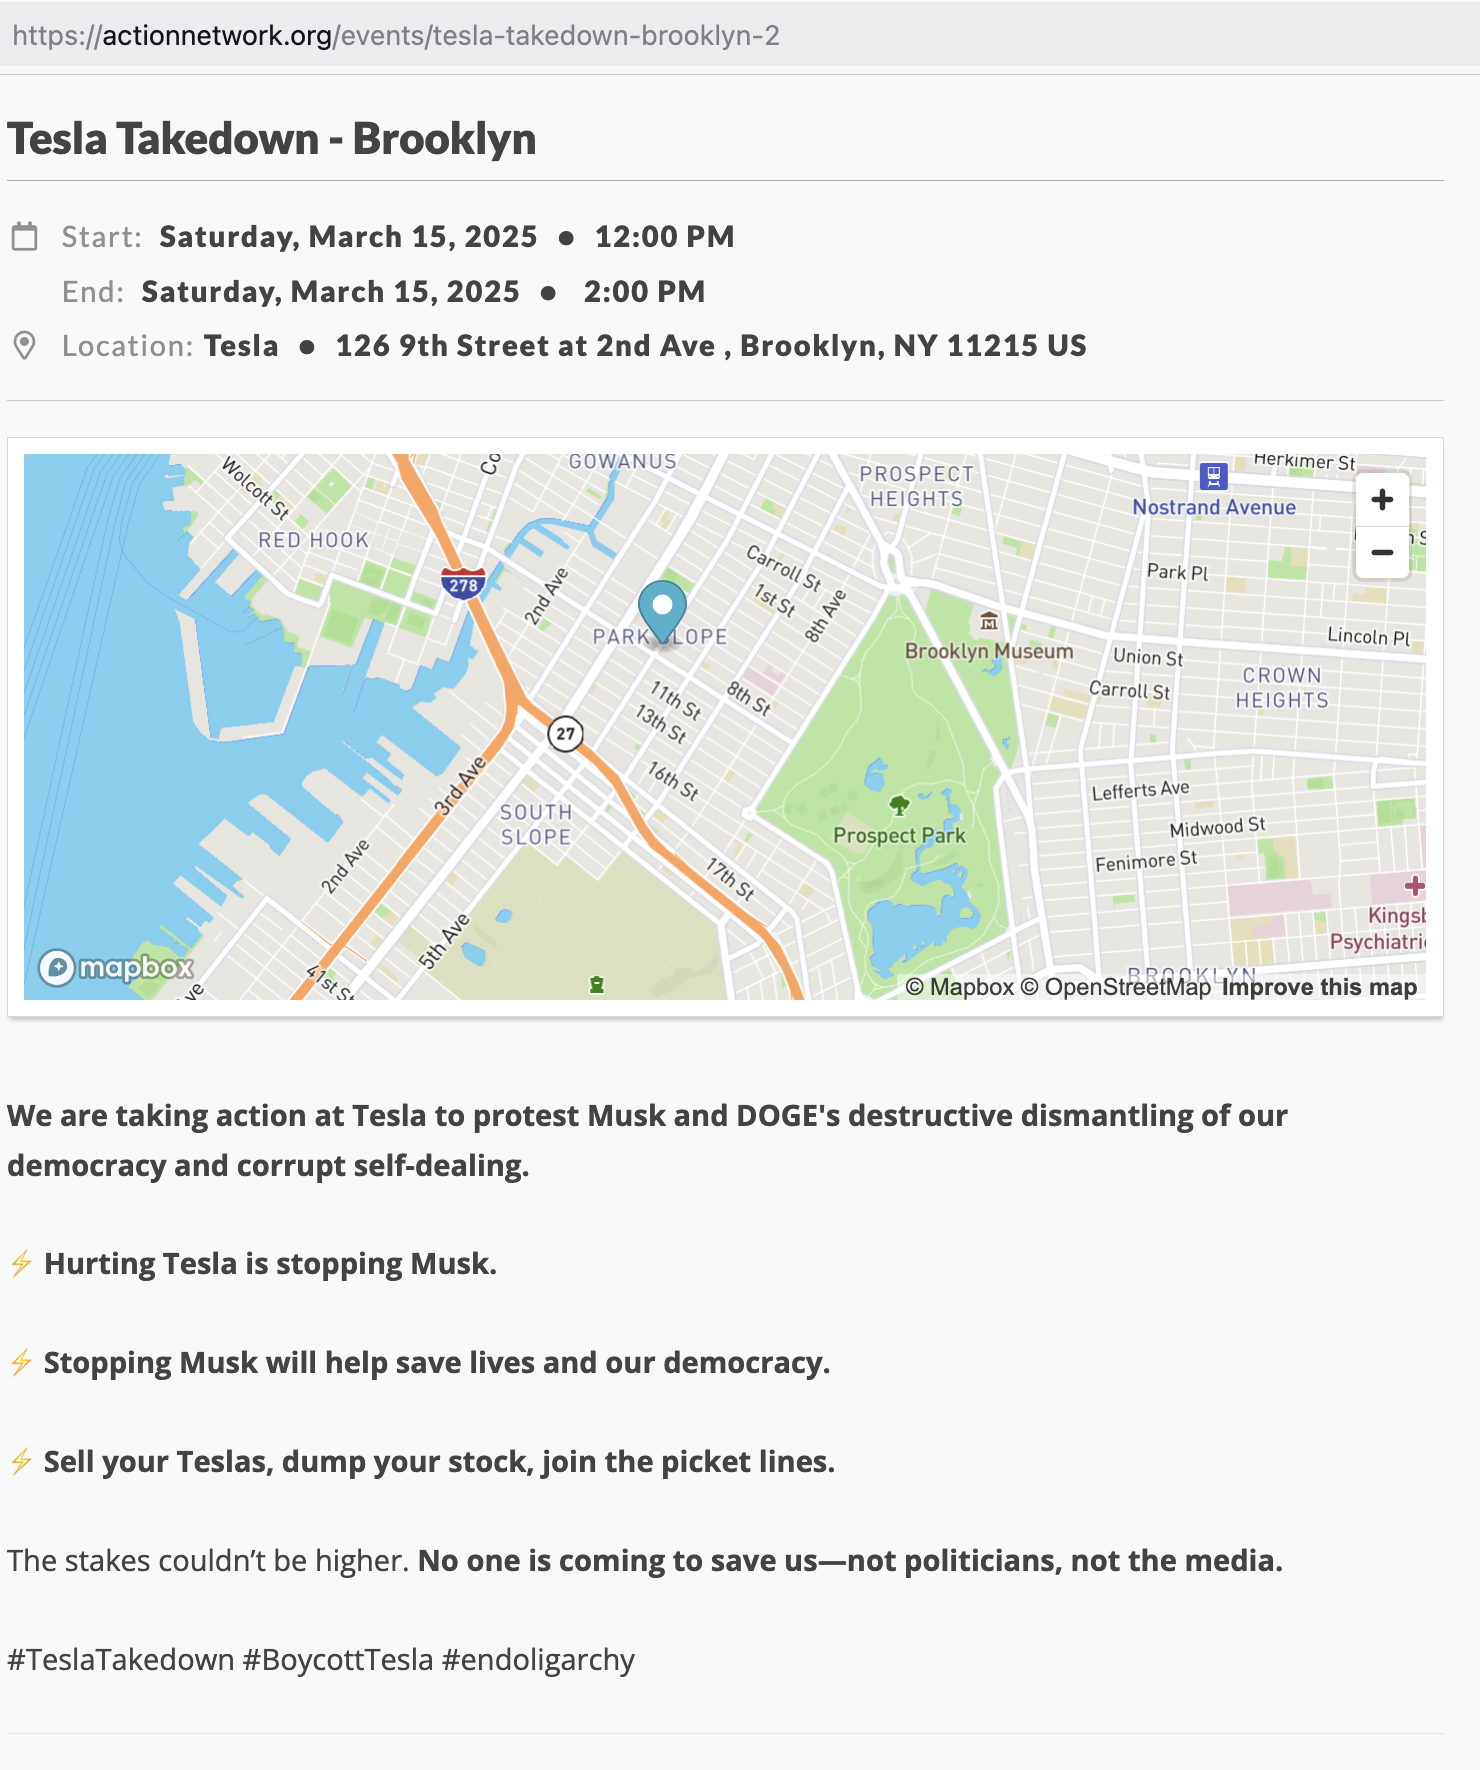 https://actionnetwork.org/events/tesla-takedown-brooklyn-2
Tesla Takedown - Brooklyn
Start: Saturday, March 15, 2025 ● 12:00 PM
End: Saturday, March 15, 2025 ● 2:00 PM
Location: Tesla ● 126 9th Street at 2nd Ave , Brooklyn, NY 11215 US
Wolcott St
Co
GOWANUS
PROSPECT
HEIGHTS
Herkimer St
+
Nostrand Avenue
RED HOOK
n S
−
278
2nd Ave
Carroll St
1st St
8th Ave
Park Pl
PARK SLOPE
Brooklyn Museum
Lincoln Pl
Union St
CROWN
HEIGHTS
Carroll St
11th St
8th St
13th St
27
16th St
3rd Ave
Lefferts Ave
SOUTH
SLOPE
Prospect Park
Midwood St
2nd Ave
Fenimore St
17th St
5th Ave
Kingsb
Psychiatri
mapbox
41st St
ve
BROOKLYN
© Mapbox © OpenStreetMap Improve this map
We are taking action at Tesla to protest Musk and DOGE's destructive dismantling of our
democracy and corrupt self-dealing.
⚡ Hurting Tesla is stopping Musk.
⚡ Stopping Musk will help save lives and our democracy.
⚡ Sell your Teslas, dump your stock, join the picket lines.
The stakes couldn’t be higher. No one is coming to save us—not politicians, not the media.
#TeslaTakedown #BoycottTesla #endoligarchy